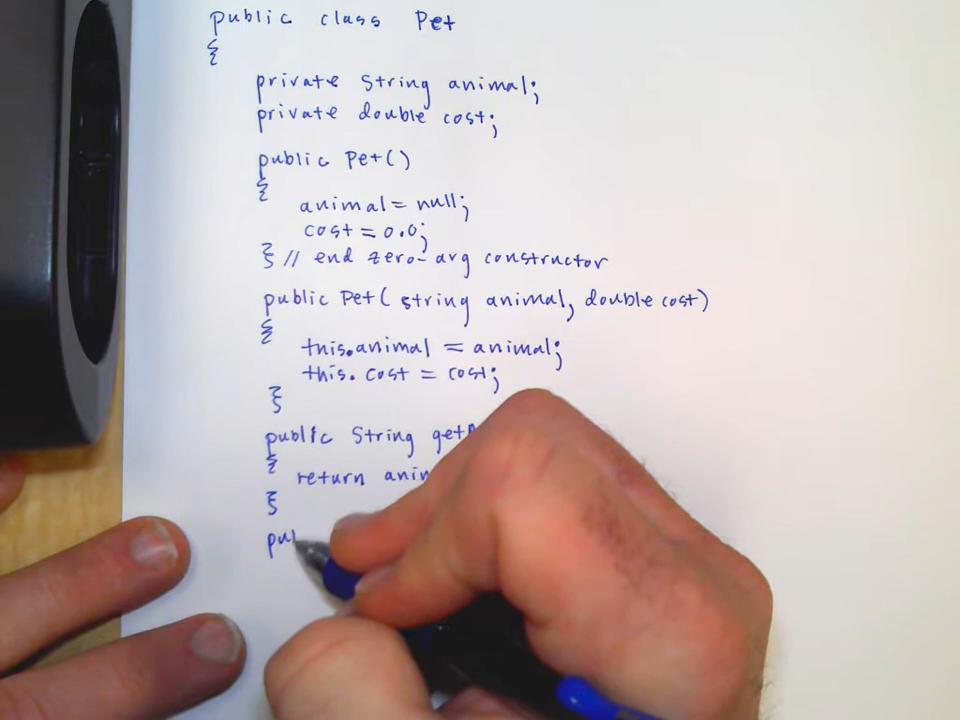 public class Pet
{
private String animal;
private double cost;
public Pet()
{
animal = null;
cost = 0.0;
} // end zero-arg constructor
public Pet( string animal, double cost)
{
this.animal = animal;
this. cost = cost;
}
public String
{
return
}